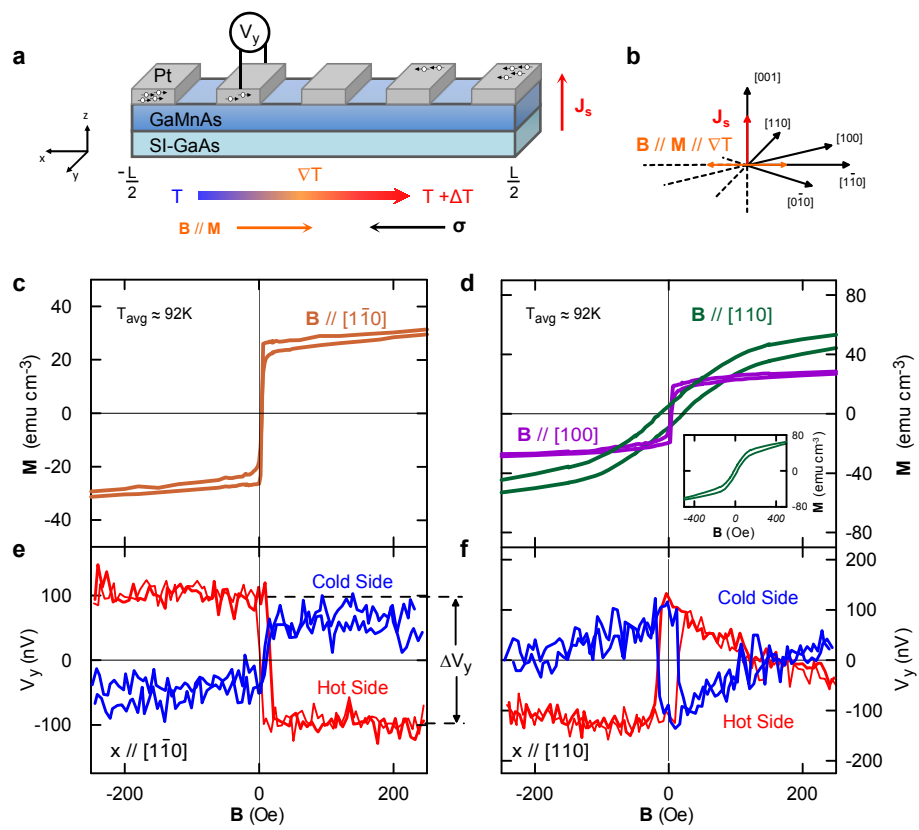 a
V_y
Pt
GaMnAs
SI-GaAs
J_s
z
x
y
-L/2
∇T
L/2
T
T +ΔT
B // M
σ
b
[001]
J_s
[110]
[100]
B // M // ∇T
[11̄0]
[01̄0]
c
T_avg ≈ 92K
B // [11̄0]
40
20
0
-20
-40
M (emu cm⁻³)
d
T_avg ≈ 92K
B // [110]
B // [100]
80
40
0
-40
-80
M (emu cm⁻³)
80
0
-80
M (emu cm⁻³)
-400 0 400
B (Oe)
e
Cold Side
Hot Side
ΔV_y
x // [11̄0]
100
0
-100
V_y (nV)
-200 0 200
B (Oe)
f
Cold Side
Hot Side
x // [110]
200
100
0
-100
-200
V_y (nV)
-200 0 200
B (Oe)